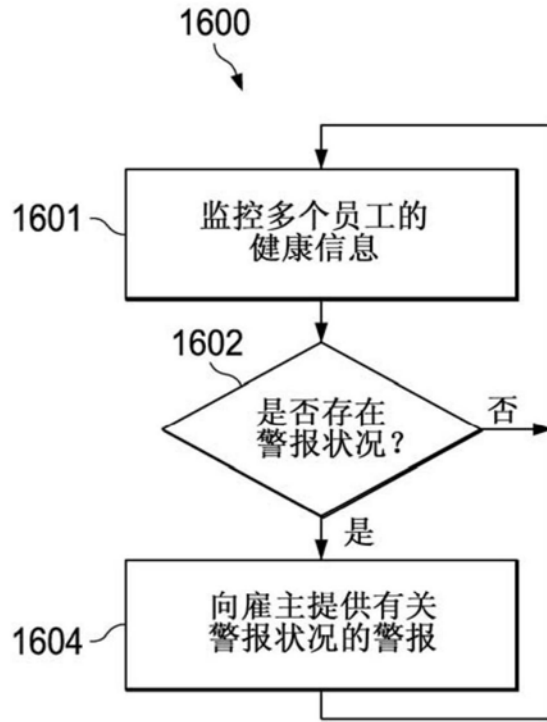 1600
1601
监控多个员工的
健康信息
1602
是否存在
警报状况？
否
是
1604
向雇主提供有关
警报状况的警报